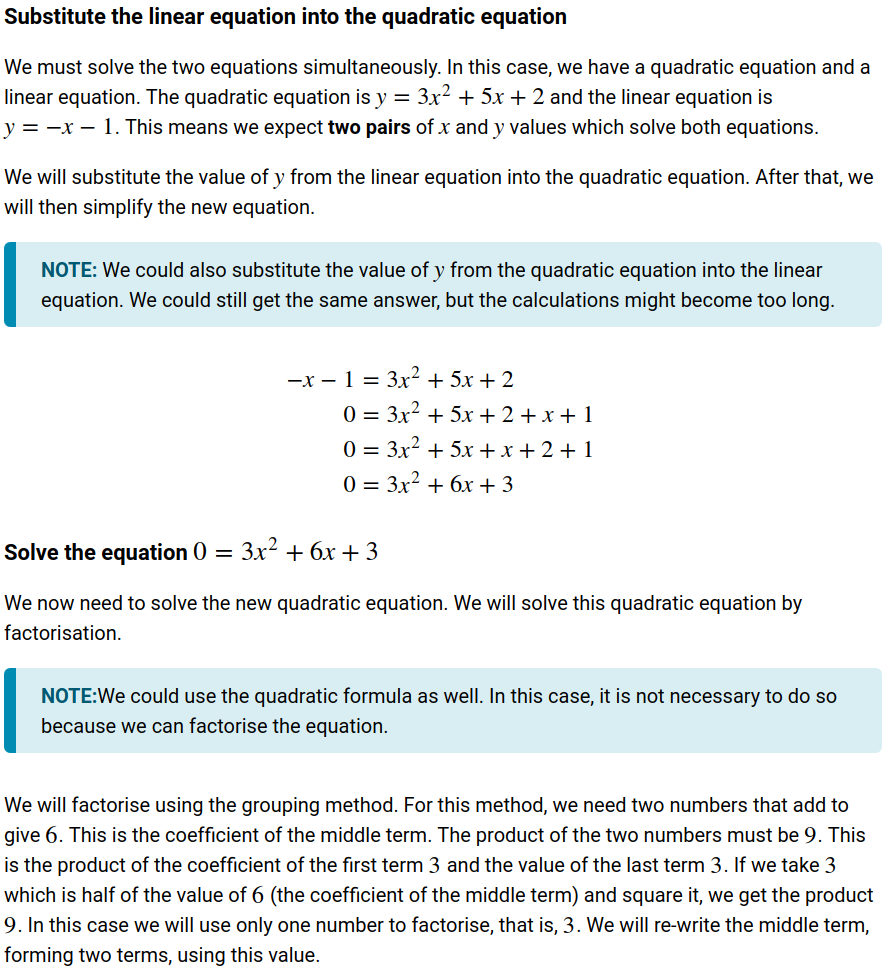 Substitute the linear equation into the quadratic equation
We must solve the two equations simultaneously. In this case, we have a quadratic equation and a
linear equation. The quadratic equation is y = 3x² + 5x + 2 and the linear equation is
y = −x − 1. This means we expect two pairs of x and y values which solve both equations.
We will substitute the value of y from the linear equation into the quadratic equation. After that, we
will then simplify the new equation.
NOTE: We could also substitute the value of y from the quadratic equation into the linear
equation. We could still get the same answer, but the calculations might become too long.
−x − 1 = 3x² + 5x + 2
0 = 3x² + 5x + 2 + x + 1
0 = 3x² + 5x + x + 2 + 1
0 = 3x² + 6x + 3
Solve the equation 0 = 3x² + 6x + 3
We now need to solve the new quadratic equation. We will solve this quadratic equation by
factorisation.
NOTE:We could use the quadratic formula as well. In this case, it is not necessary to do so
because we can factorise the equation.
We will factorise using the grouping method. For this method, we need two numbers that add to
give 6. This is the coefficient of the middle term. The product of the two numbers must be 9. This
is the product of the coefficient of the first term 3 and the value of the last term 3. If we take 3
which is half of the value of 6 (the coefficient of the middle term) and square it, we get the product
9. In this case we will use only one number to factorise, that is, 3. We will re-write the middle term,
forming two terms, using this value.